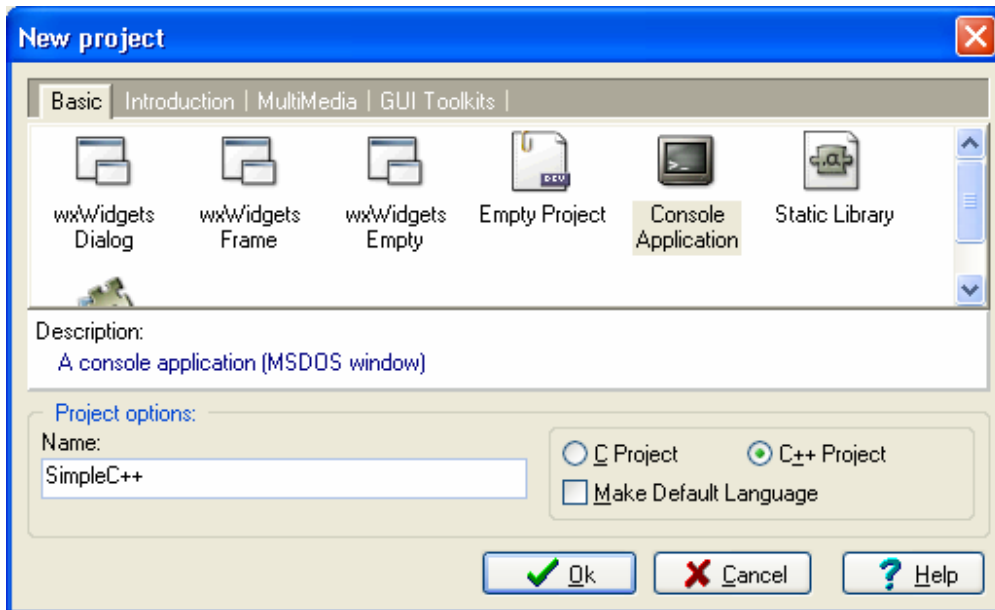 New project
Basic | Introduction | MultiMedia | GUI Toolkits |
wxWidgets Dialog
wxWidgets Frame
wxWidgets Empty
DEV
Empty Project
>_
Console Application
.a
Static Library
Description:
A console application (MSDOS window)
Project options:
Name:
SimpleC++
C Project
C++ Project
Make Default Language
Ok
Cancel
? Help